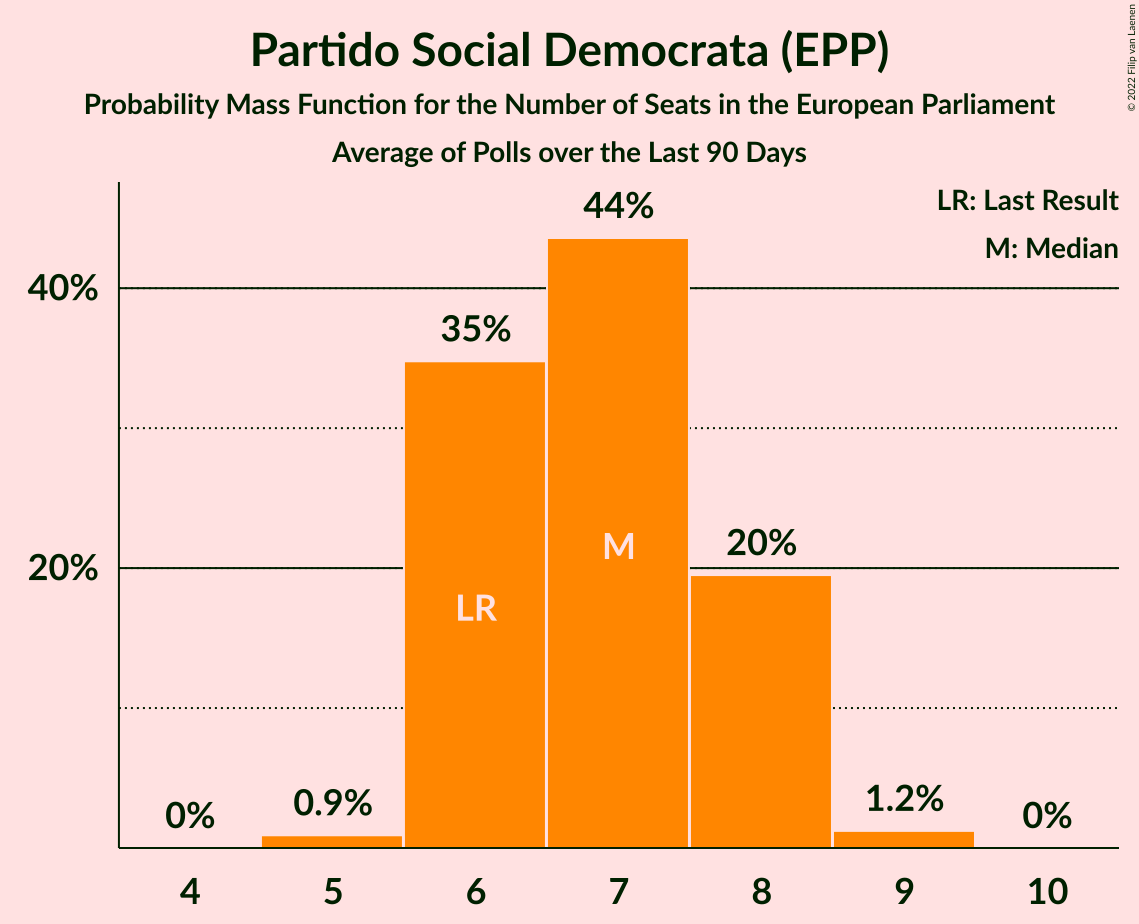 Partido Social Democrata (EPP)
Probability Mass Function for the Number of Seats in the European Parliament
Average of Polls over the Last 90 Days
© 2022 Filip van Laenen
LR: Last Result
M: Median
44%
40%
35%
M
20%
20%
LR
0%
0.9%
1.2%
0%
4 5 6 7 8 9 10